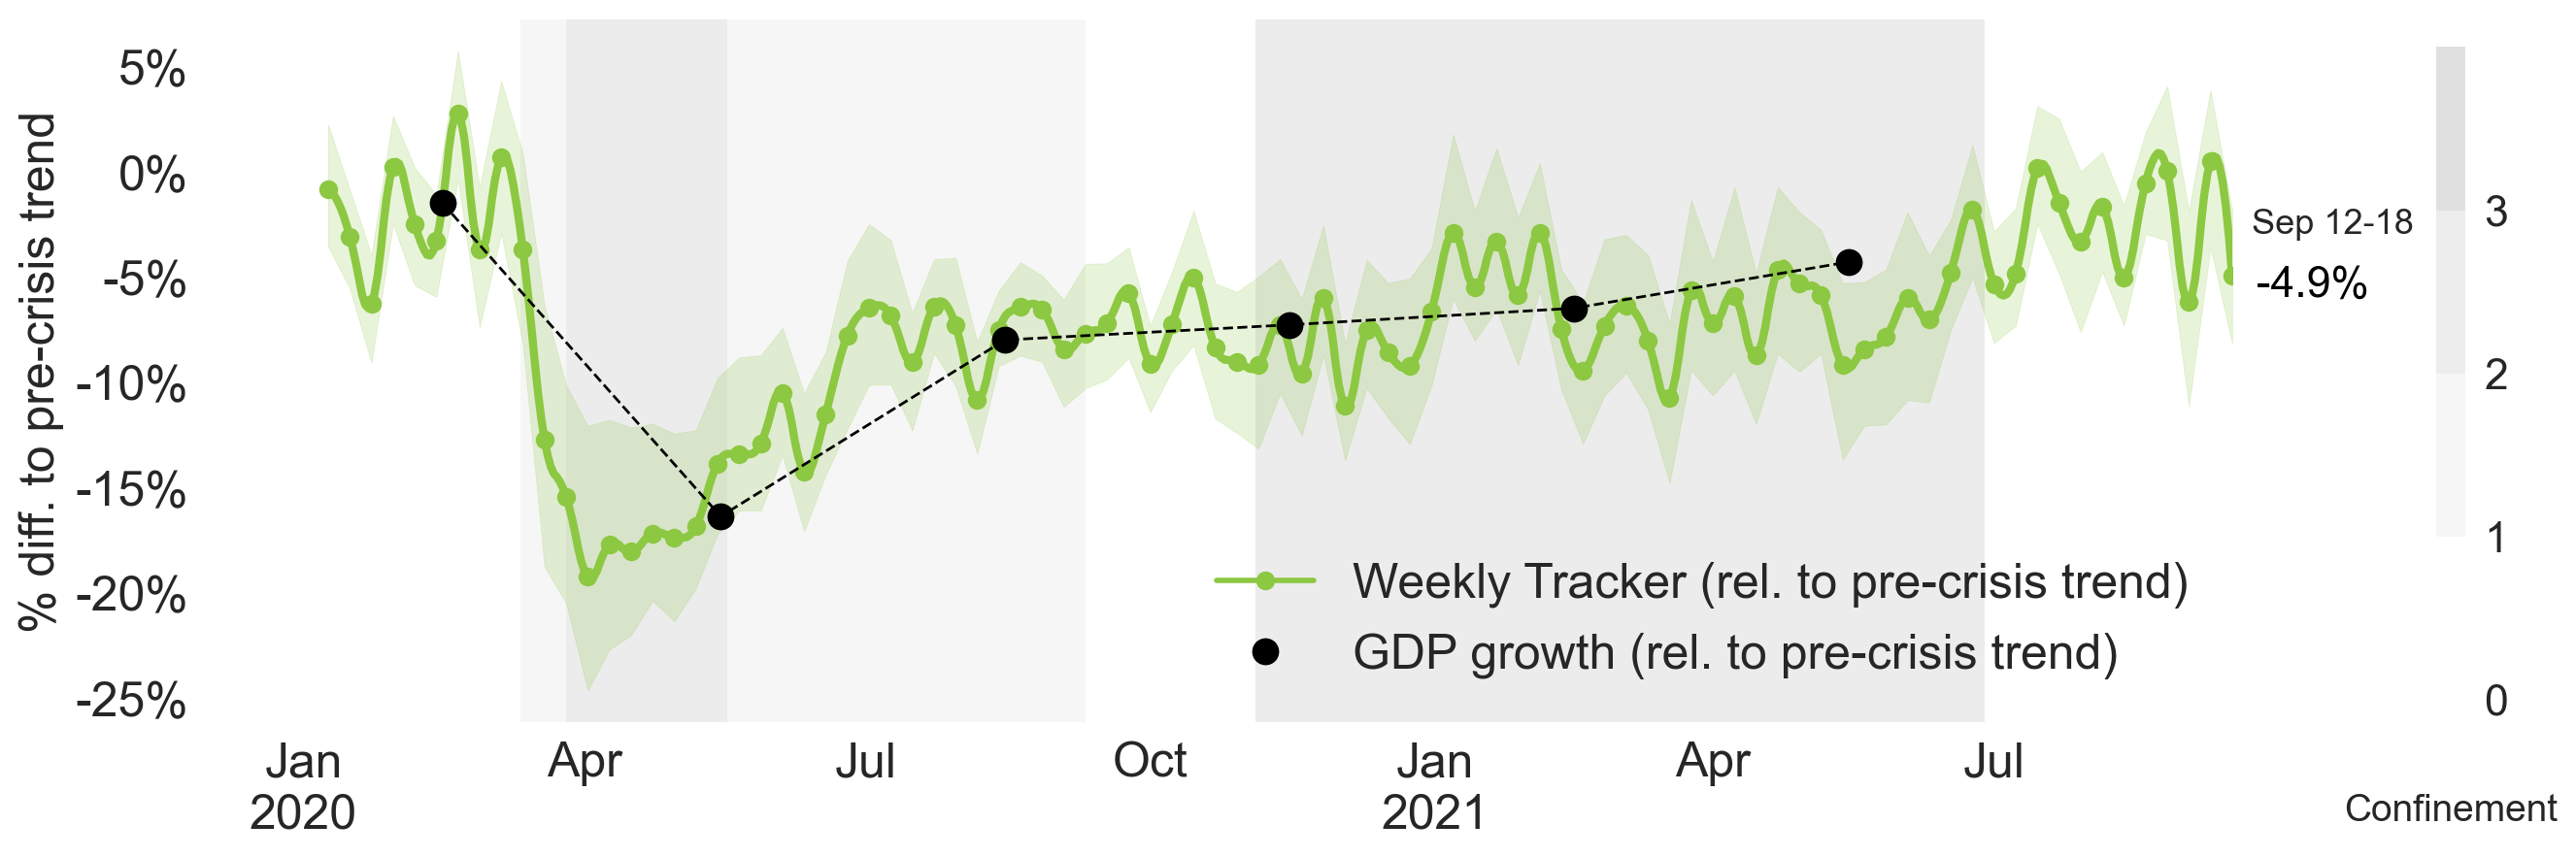 % diff. to pre-crisis trend
5%
0%
-5%
-10%
-15%
-20%
-25%
Jan
2020
Apr
Jul
Oct
Jan
2021
Apr
Jul
Weekly Tracker (rel. to pre-crisis trend)
GDP growth (rel. to pre-crisis trend)
Sep 12-18
-4.9%
3
2
1
0
Confinement